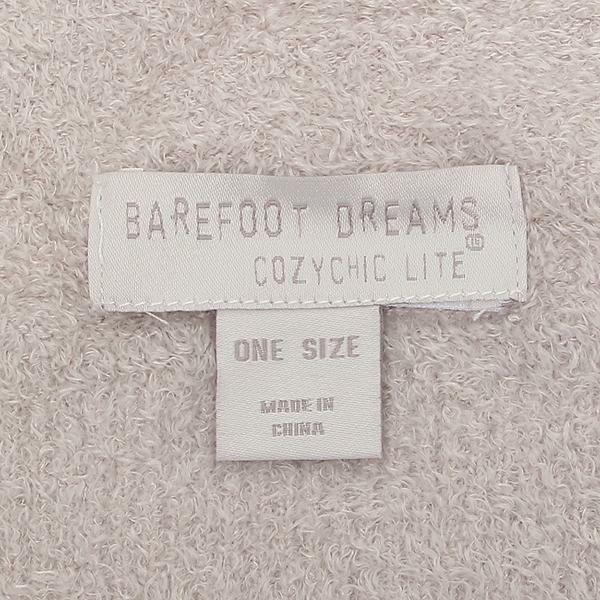 BAREFOOT DREAMS
COZYCHIC LITE®
ONE SIZE
MADE IN
CHINA